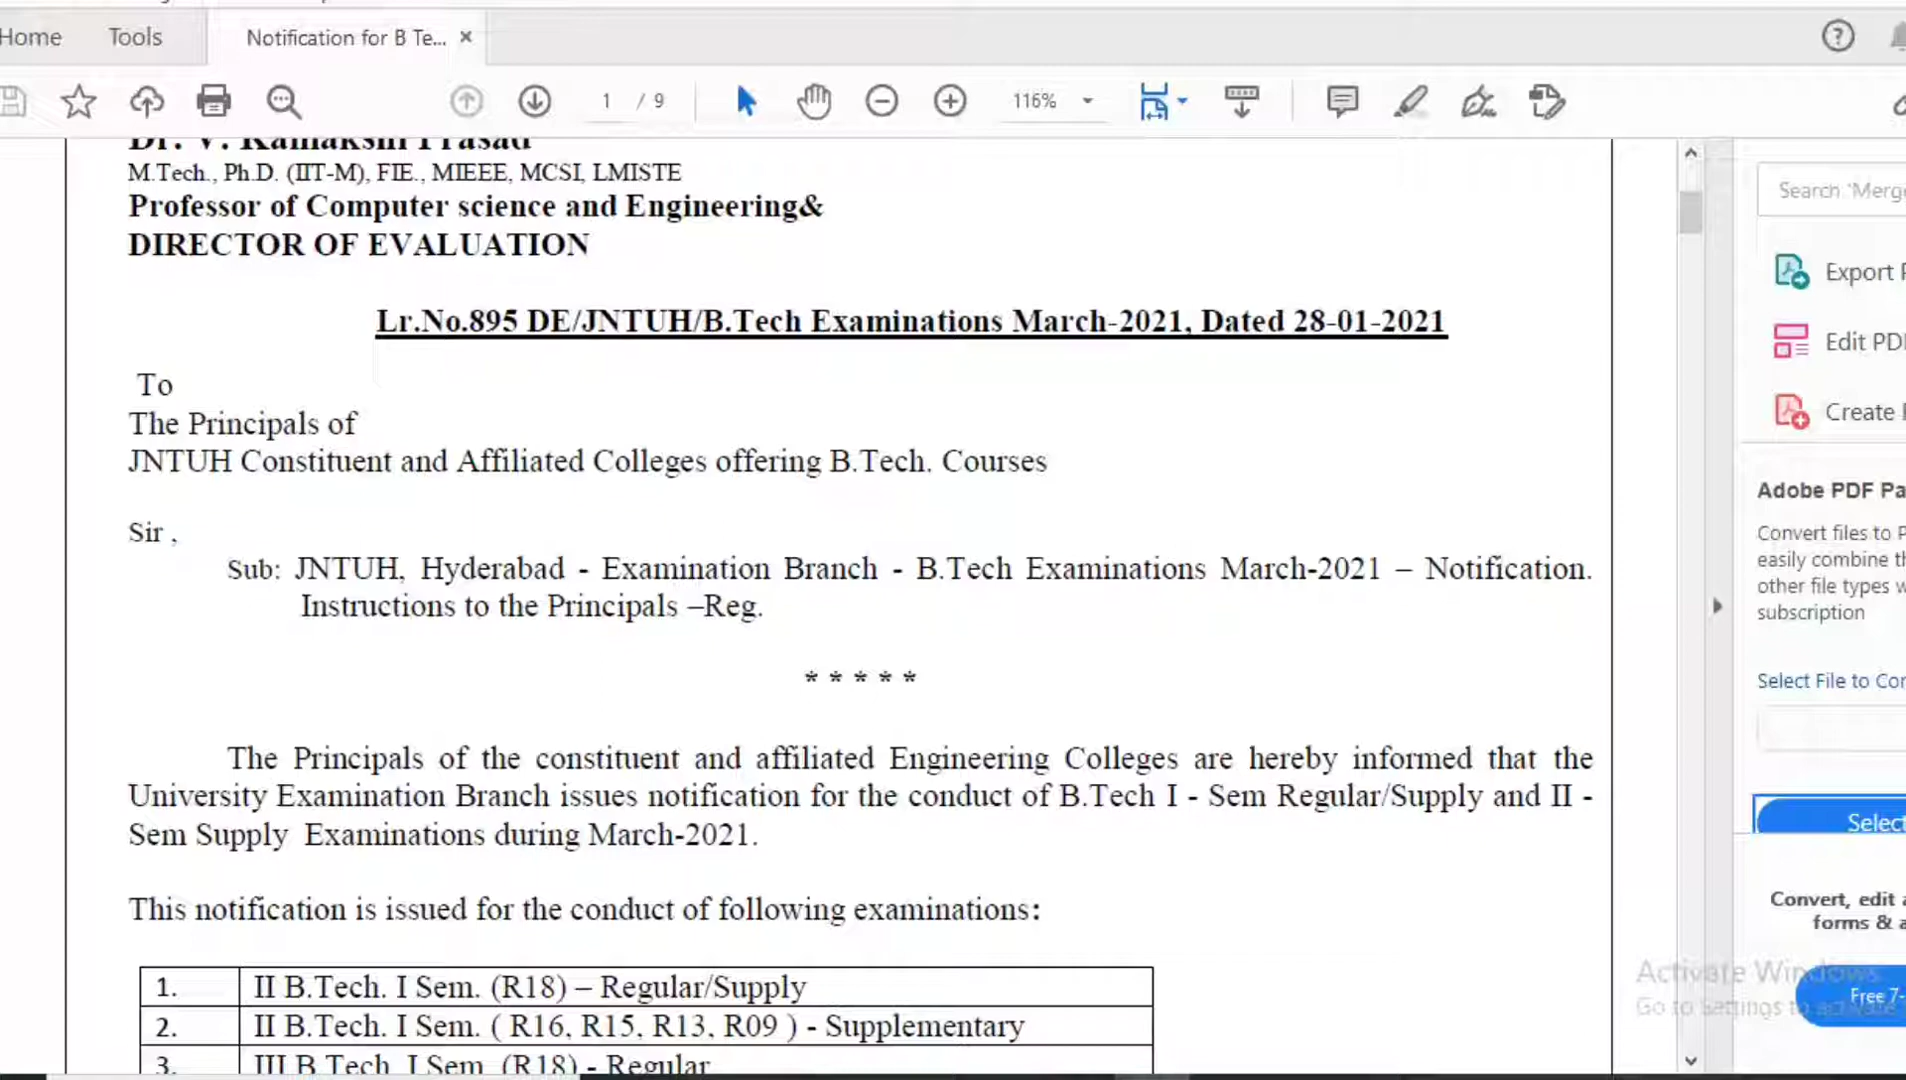 Home
Tools
Notification for B Te... ×
1 / 9
116%
Dr. V. Kamakshi Prasad
M.Tech., Ph.D. (IIT-M), FIE., MIEEE, MCSI, LMISTE
Professor of Computer science and Engineering&
DIRECTOR OF EVALUATION
Lr.No.895 DE/JNTUH/B.Tech Examinations March-2021, Dated 28-01-2021
To
The Principals of
JNTUH Constituent and Affiliated Colleges offering B.Tech. Courses
Sir ,
Sub: JNTUH, Hyderabad - Examination Branch - B.Tech Examinations March-2021 – Notification.
Instructions to the Principals –Reg.
* * * * *
The Principals of the constituent and affiliated Engineering Colleges are hereby informed that the
University Examination Branch issues notification for the conduct of B.Tech I - Sem Regular/Supply and II -
Sem Supply Examinations during March-2021.
This notification is issued for the conduct of following examinations:
1. II B.Tech. I Sem. (R18) – Regular/Supply
2. II B.Tech. I Sem. ( R16, R15, R13, R09 ) - Supplementary
3. III B.Tech. I Sem. (R18) - Regular
Search 'Merg
Export P
Edit PD
Create P
Adobe PDF Pa
Convert files to P
easily combine th
other file types w
subscription
Select File to Con
Select
Convert, edit a
forms & a
Activate Windows
Go to Settings to activate
Free 7-